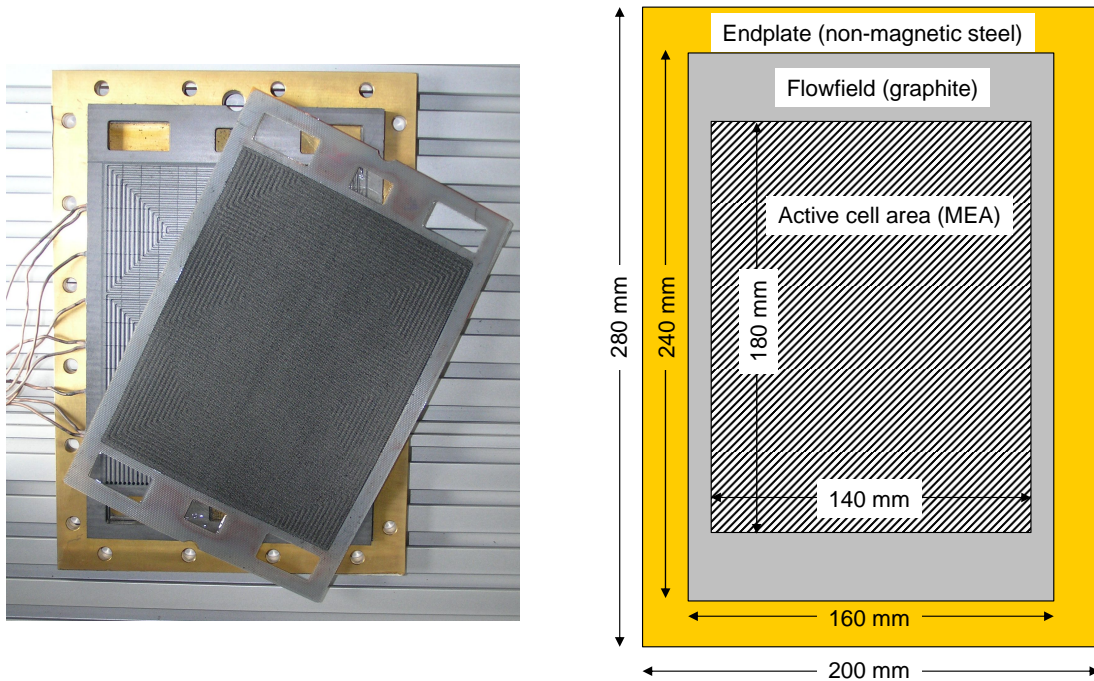 Endplate (non-magnetic steel)
Flowfield (graphite)
Active cell area (MEA)
280 mm
240 mm
180 mm
140 mm
160 mm
200 mm